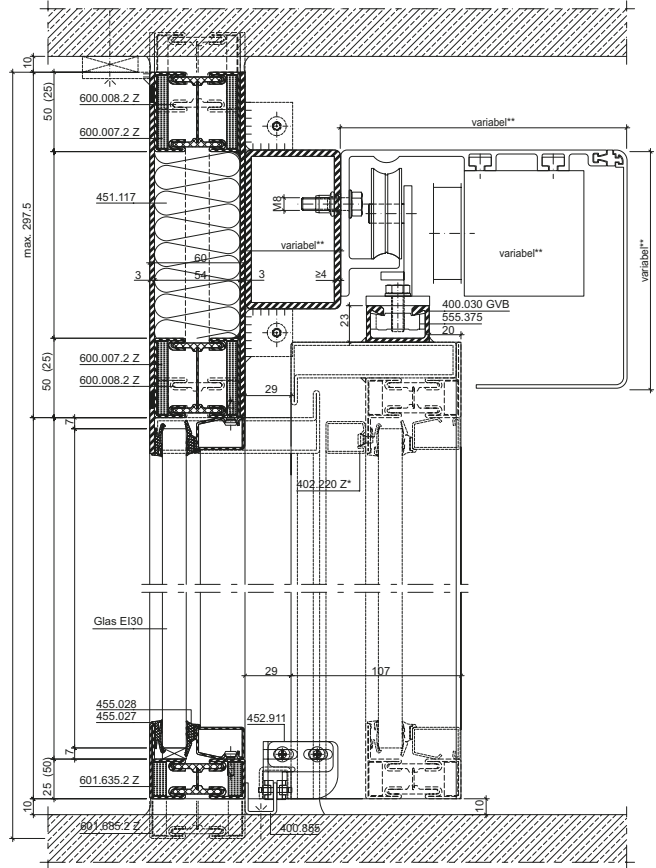 10
50 (25)
600.008.2 Z
600.007.2 Z
variabel**
451.117
max. 297.5
M8
variabel**
variabel**
variabel**
60
3
54
3
≥4
400.030 GVB
555.375
23
20
50 (25)
600.007.2 Z
600.008.2 Z
29
7
402.220 Z*
Glas EI30
29
107
455.028
455.027
452.911
7
25 (50)
601.635.2 Z
10
10
601.685.2 Z
400.855